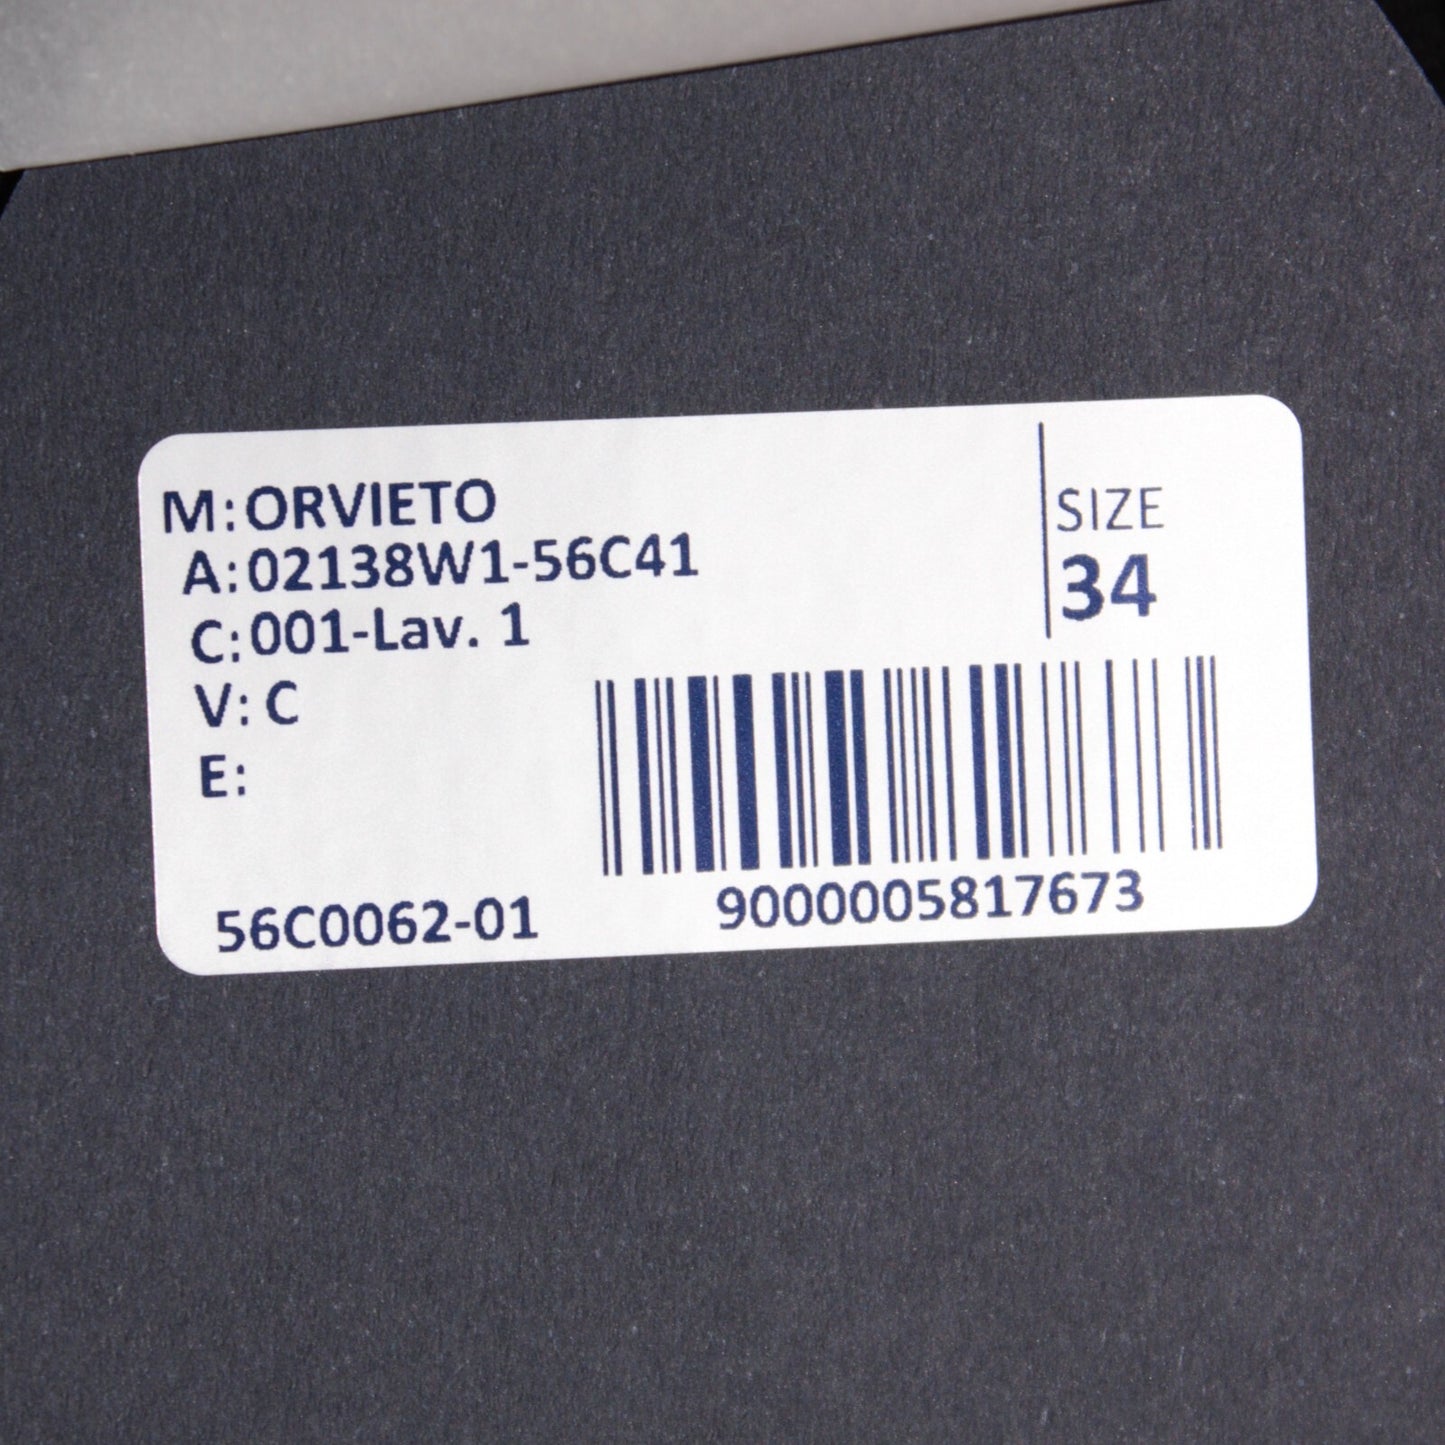 M: ORVIETO
A: 02138W1-56C41
C: 001-Lav. 1
V: C
E:
SIZE
34
56C0062-01
9000005817673